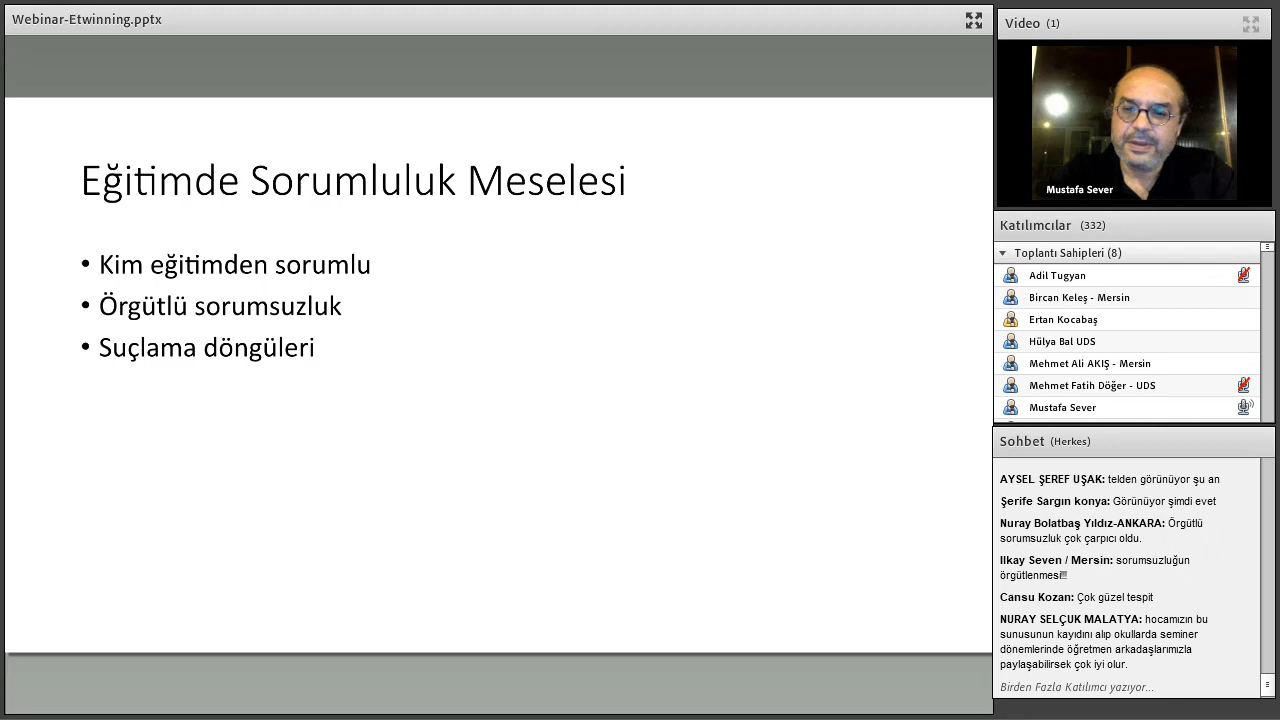 Webinar-Etwinning.pptx
Eğitimde Sorumluluk Meselesi
• Kim eğitimden sorumlu
• Örgütlü sorumsuzluk
• Suçlama döngüleri
Video (1)
Mustafa Sever
Katılımcılar (332)
Toplantı Sahipleri (8)
Adil Tugyan
Bircan Keleş - Mersin
Ertan Kocabaş
Hülya Bal UDS
Mehmet Ali AKIŞ - Mersin
Mehmet Fatih Döğer - UDS
Mustafa Sever
Sohbet (Herkes)
AYSEL ŞEREF UŞAK: telden görünüyor şu an
Şerife Sargın konya: Görünüyor şimdi evet
Nuray Bolatbaş Yıldız-ANKARA: Örgütlü
sorumsuzluk çok çarpıcı oldu.
Ilkay Seven / Mersin: sorumsuzluğun
örgütlenmesi!!!
Cansu Kozan: Çok güzel tespit
NURAY SELÇUK MALATYA: hocamızın bu
sunusunun kayıdını alıp okullarda seminer
dönemlerinde öğretmen arkadaşlarımızla
paylaşabilirsek çok iyi olur.
Birden Fazla Katılımcı yazıyor...